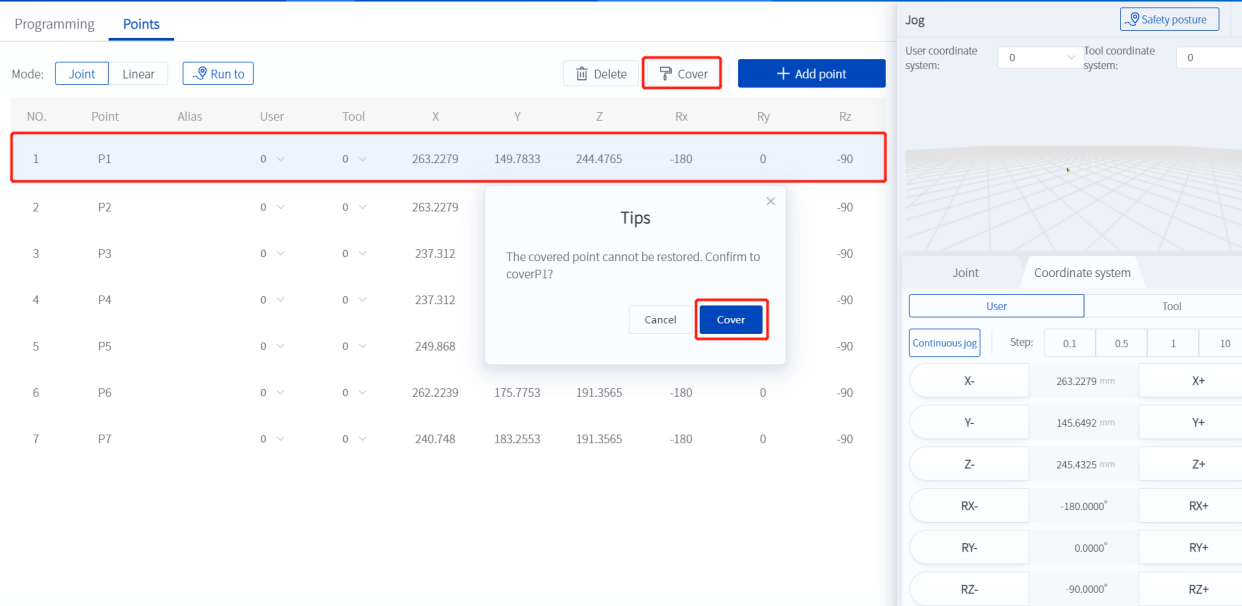 Programming Points
Mode: Joint Linear Run to Delete Cover + Add point
NO. Point Alias User Tool X Y Z Rx Ry Rz
1 P1 0 0 263.2279 149.7833 244.4765 -180 0 -90
2 P2 0 0 263.2279 -90
3 P3 0 0 237.312 -90
4 P4 0 0 237.312 -90
5 P5 0 0 249.868 -90
6 P6 0 0 262.2239 175.7753 191.3565 -180 0 -90
7 P7 0 0 240.748 183.2553 191.3565 -180 0 -90
Tips
The covered point cannot be restored. Confirm to
coverP1?
Cancel Cover
Jog Safety posture
User coordinate
system: 0
Tool coordinate
system: 0
Joint Coordinate system
User Tool
Continuous jog Step: 0.1 0.5 1 10
X- 263.2279 mm X+
Y- 145.6492 mm Y+
Z- 245.4325 mm Z+
RX- -180.0000° RX+
RY- 0.0000° RY+
RZ- -90.0000° RZ+